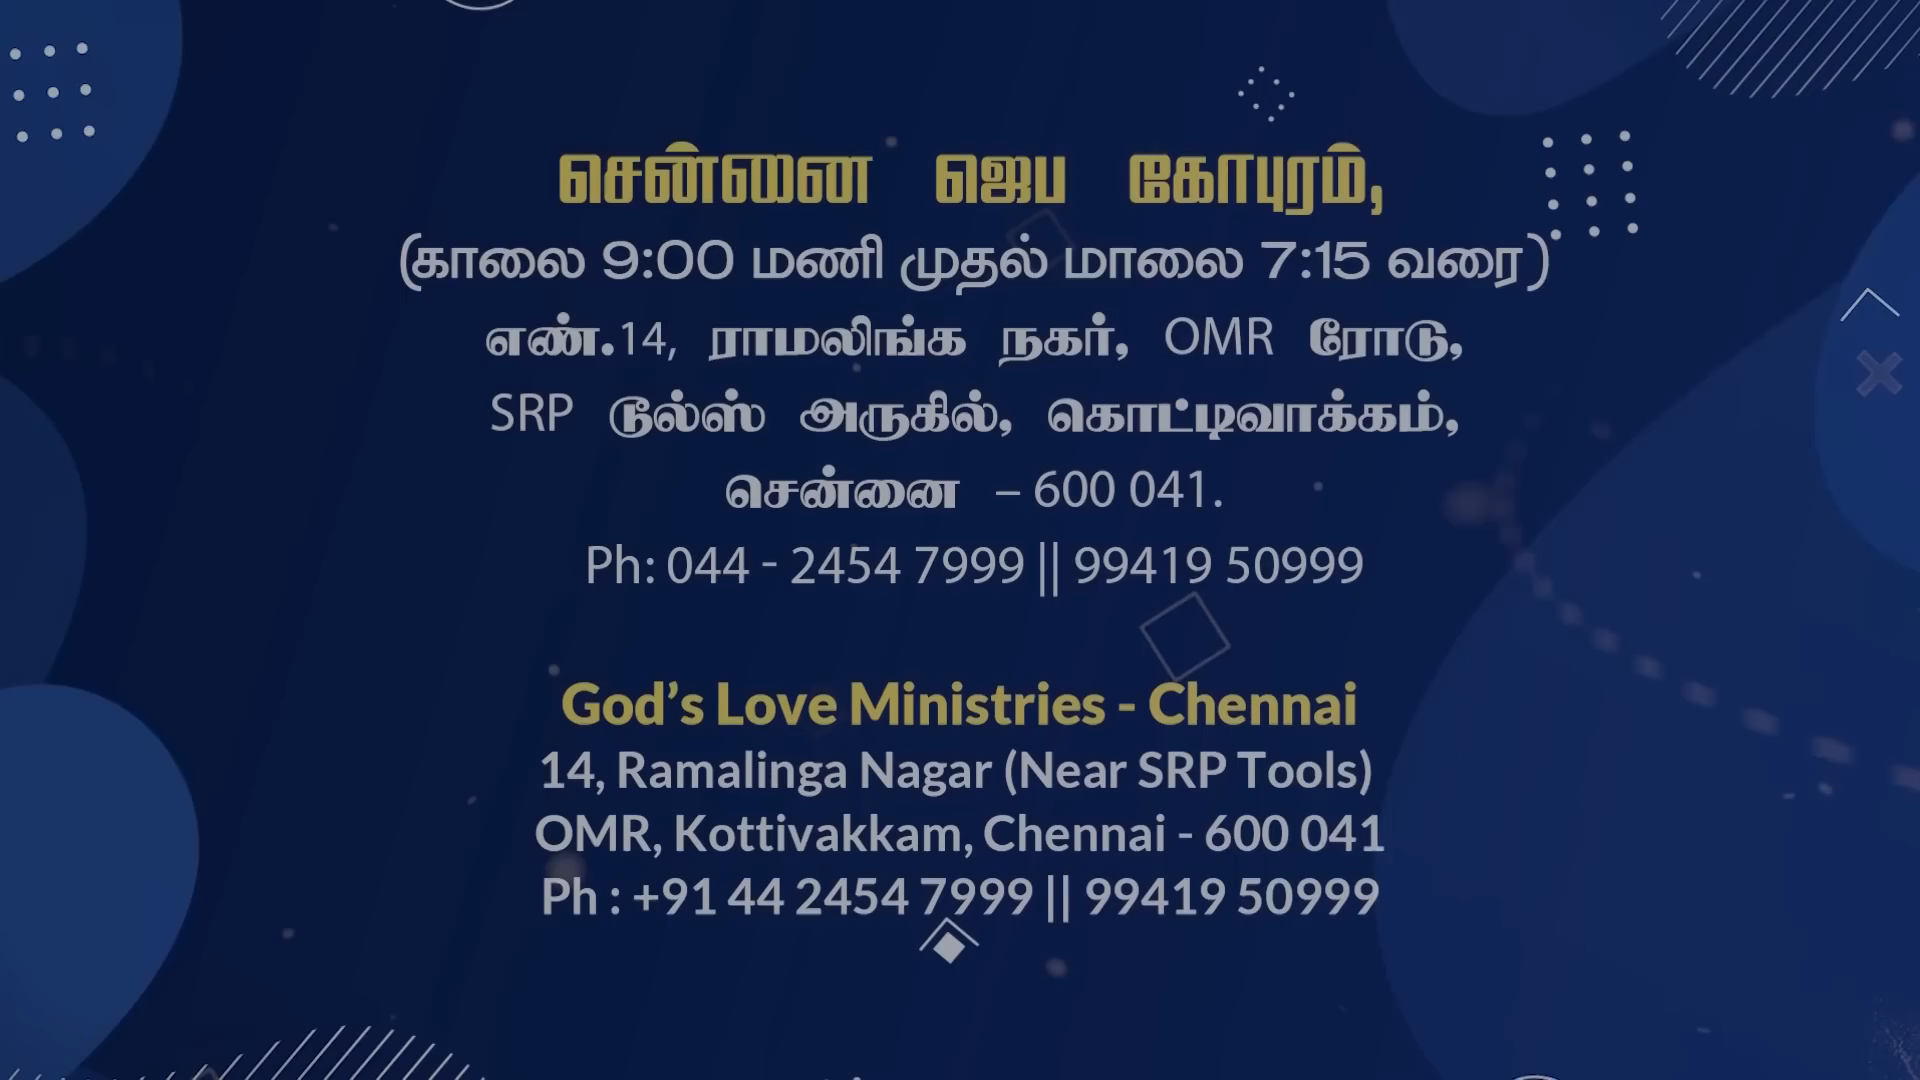 சென்னை ஜெப கோபுரம்,
(காலை 9:00 மணி முதல் மாலை 7:15 வரை)
எண்.14, ராமலிங்க நகர், OMR ரோடு,
SRP டூல்ஸ் அருகில், கொட்டிவாக்கம்,
சென்னை – 600 041.
Ph: 044 - 2454 7999 || 99419 50999
God’s Love Ministries - Chennai
14, Ramalinga Nagar (Near SRP Tools)
OMR, Kottivakkam, Chennai - 600 041
Ph : +91 44 2454 7999 || 99419 50999